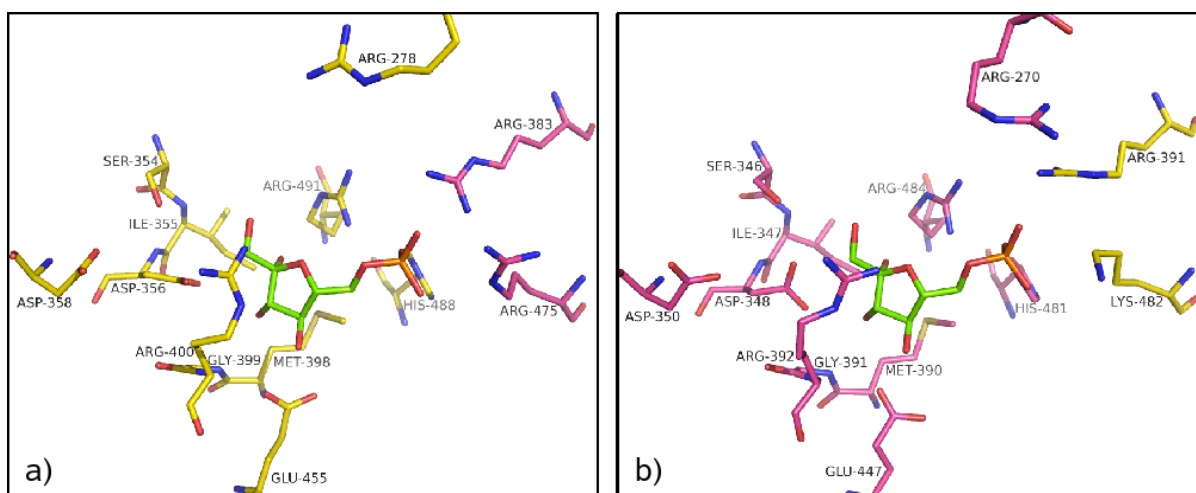 ARG-278
ARG-383
SER-354
ARG-491
ILE-355
ASP-358
ASP-356
HIS-488
ARG-475
ARG-400
GLY-399
MET-398
GLU-455
a)
ARG-270
ARG-391
SER-346
ARG-484
ILE-347
ASP-350
ASP-348
HIS-481
LYS-482
ARG-392
GLY-391
MET-390
GLU-447
b)